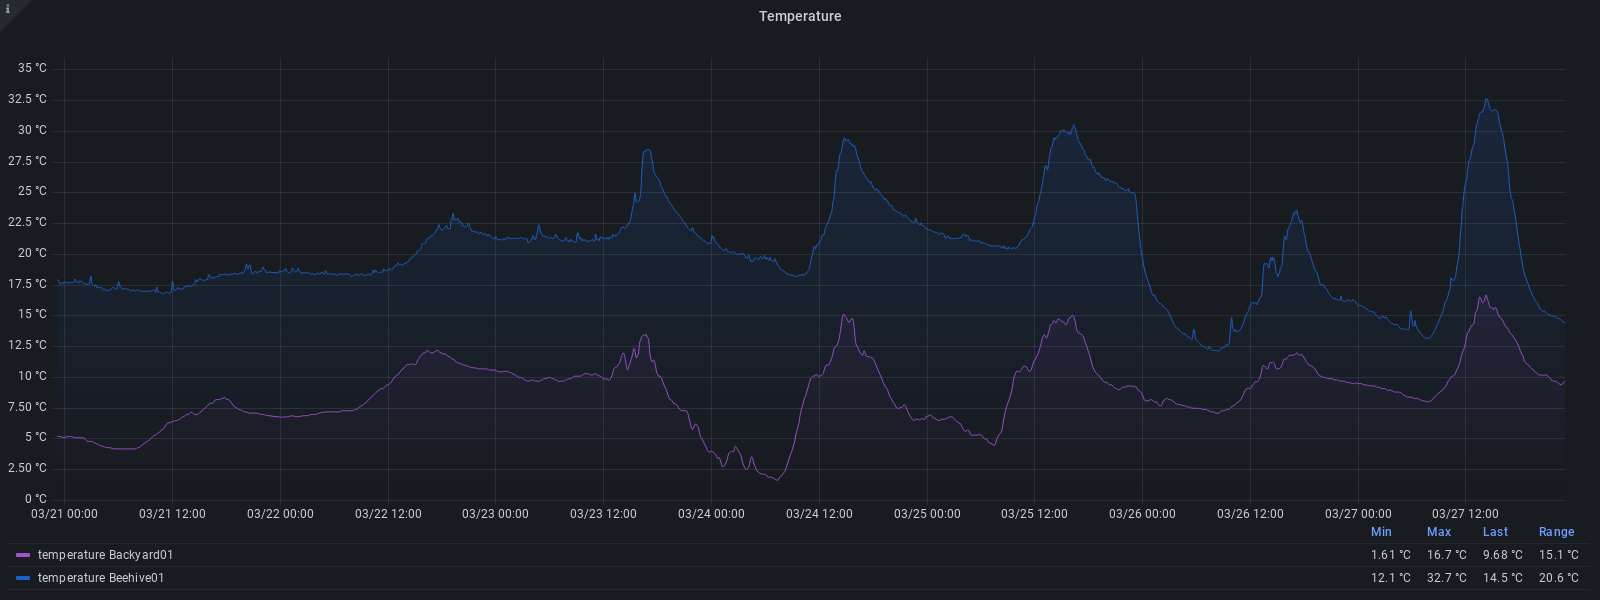 i
Temperature
35 °C
32.5 °C
30 °C
27.5 °C
25 °C
22.5 °C
20 °C
17.5 °C
15 °C
12.5 °C
10 °C
7.50 °C
5 °C
2.50 °C
0 °C
03/21 00:00 03/21 12:00 03/22 00:00 03/22 12:00 03/23 00:00 03/23 12:00 03/24 00:00 03/24 12:00 03/25 00:00 03/25 12:00 03/26 00:00 03/26 12:00 03/27 00:00 03/27 12:00
Min Max Last Range
temperature Backyard01 1.61 °C 16.7 °C 9.68 °C 15.1 °C
temperature Beehive01 12.1 °C 32.7 °C 14.5 °C 20.6 °C